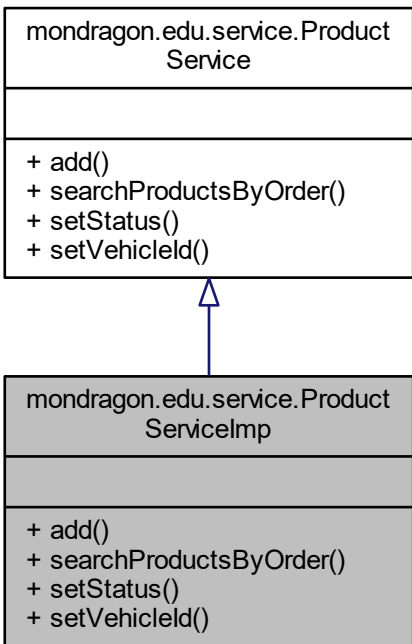 mondragon.edu.service.Product
Service
+ add()
+ searchProductsByOrder()
+ setStatus()
+ setVehicleId()
mondragon.edu.service.Product
ServiceImp
+ add()
+ searchProductsByOrder()
+ setStatus()
+ setVehicleId()